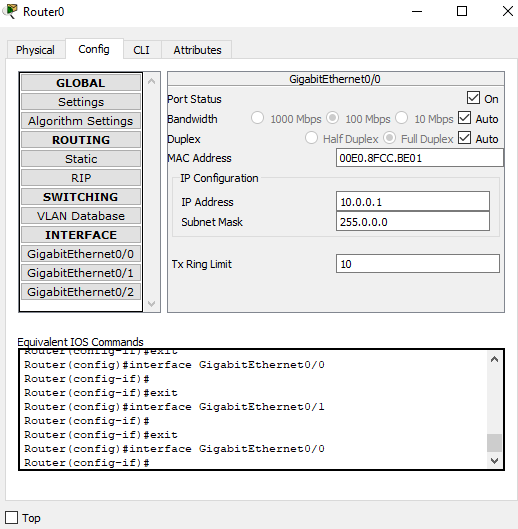 Router0
Physical Config CLI Attributes
GLOBAL
Settings
Algorithm Settings
ROUTING
Static
RIP
SWITCHING
VLAN Database
INTERFACE
GigabitEthernet0/0
GigabitEthernet0/1
GigabitEthernet0/2
GigabitEthernet0/0
Port Status On
Bandwidth 1000 Mbps 100 Mbps 10 Mbps Auto
Duplex Half Duplex Full Duplex Auto
MAC Address 00E0.8FCC.BE01
IP Configuration
IP Address 10.0.0.1
Subnet Mask 255.0.0.0
Tx Ring Limit 10
Equivalent IOS Commands
Router(config-if)#exit
Router(config)#interface GigabitEthernet0/0
Router(config-if)#
Router(config-if)#exit
Router(config)#interface GigabitEthernet0/1
Router(config-if)#
Router(config-if)#exit
Router(config)#interface GigabitEthernet0/0
Router(config-if)#
Top